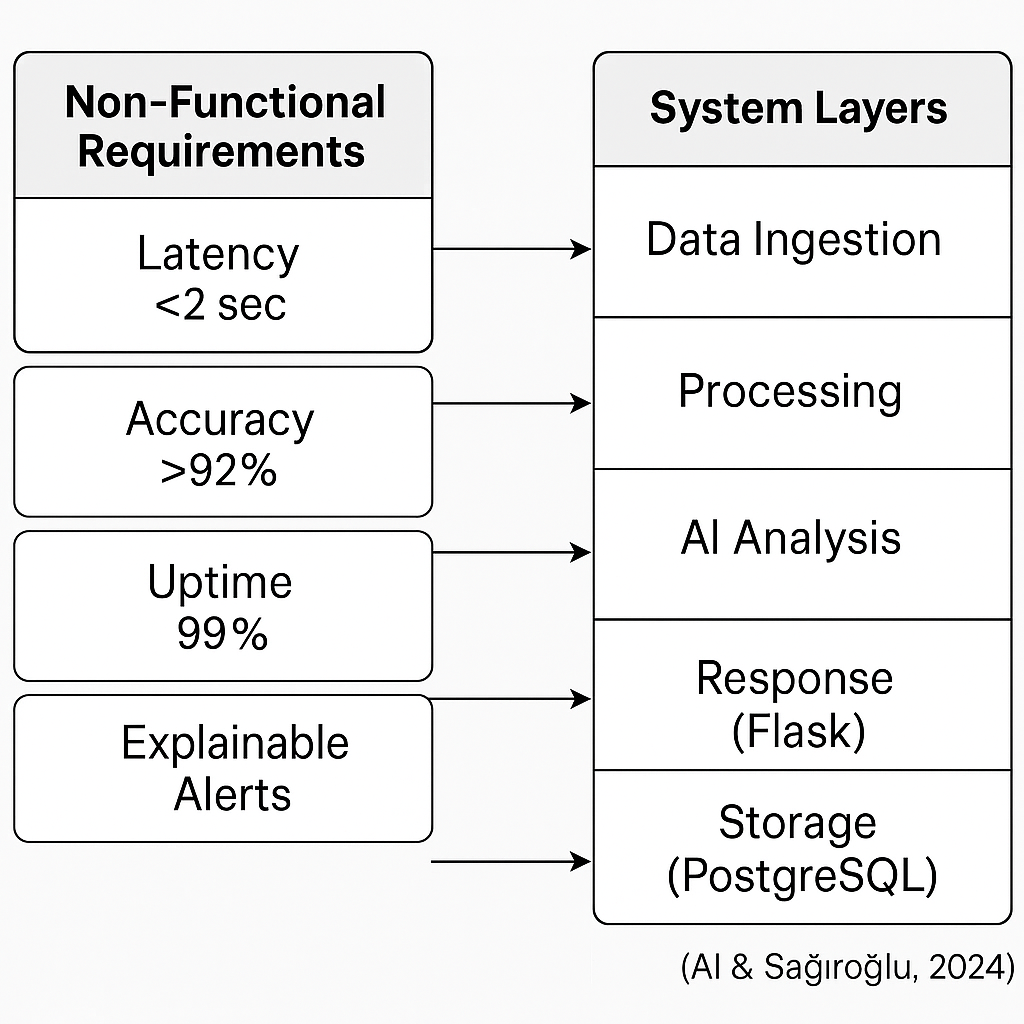 Non-Functional
Requirements
Latency
<2 sec
Accuracy
>92%
Uptime
99%
Explainable
Alerts
System Layers
Data Ingestion
Processing
AI Analysis
Response
(Flask)
Storage
(PostgreSQL)
(Al & Sağıroğlu, 2024)